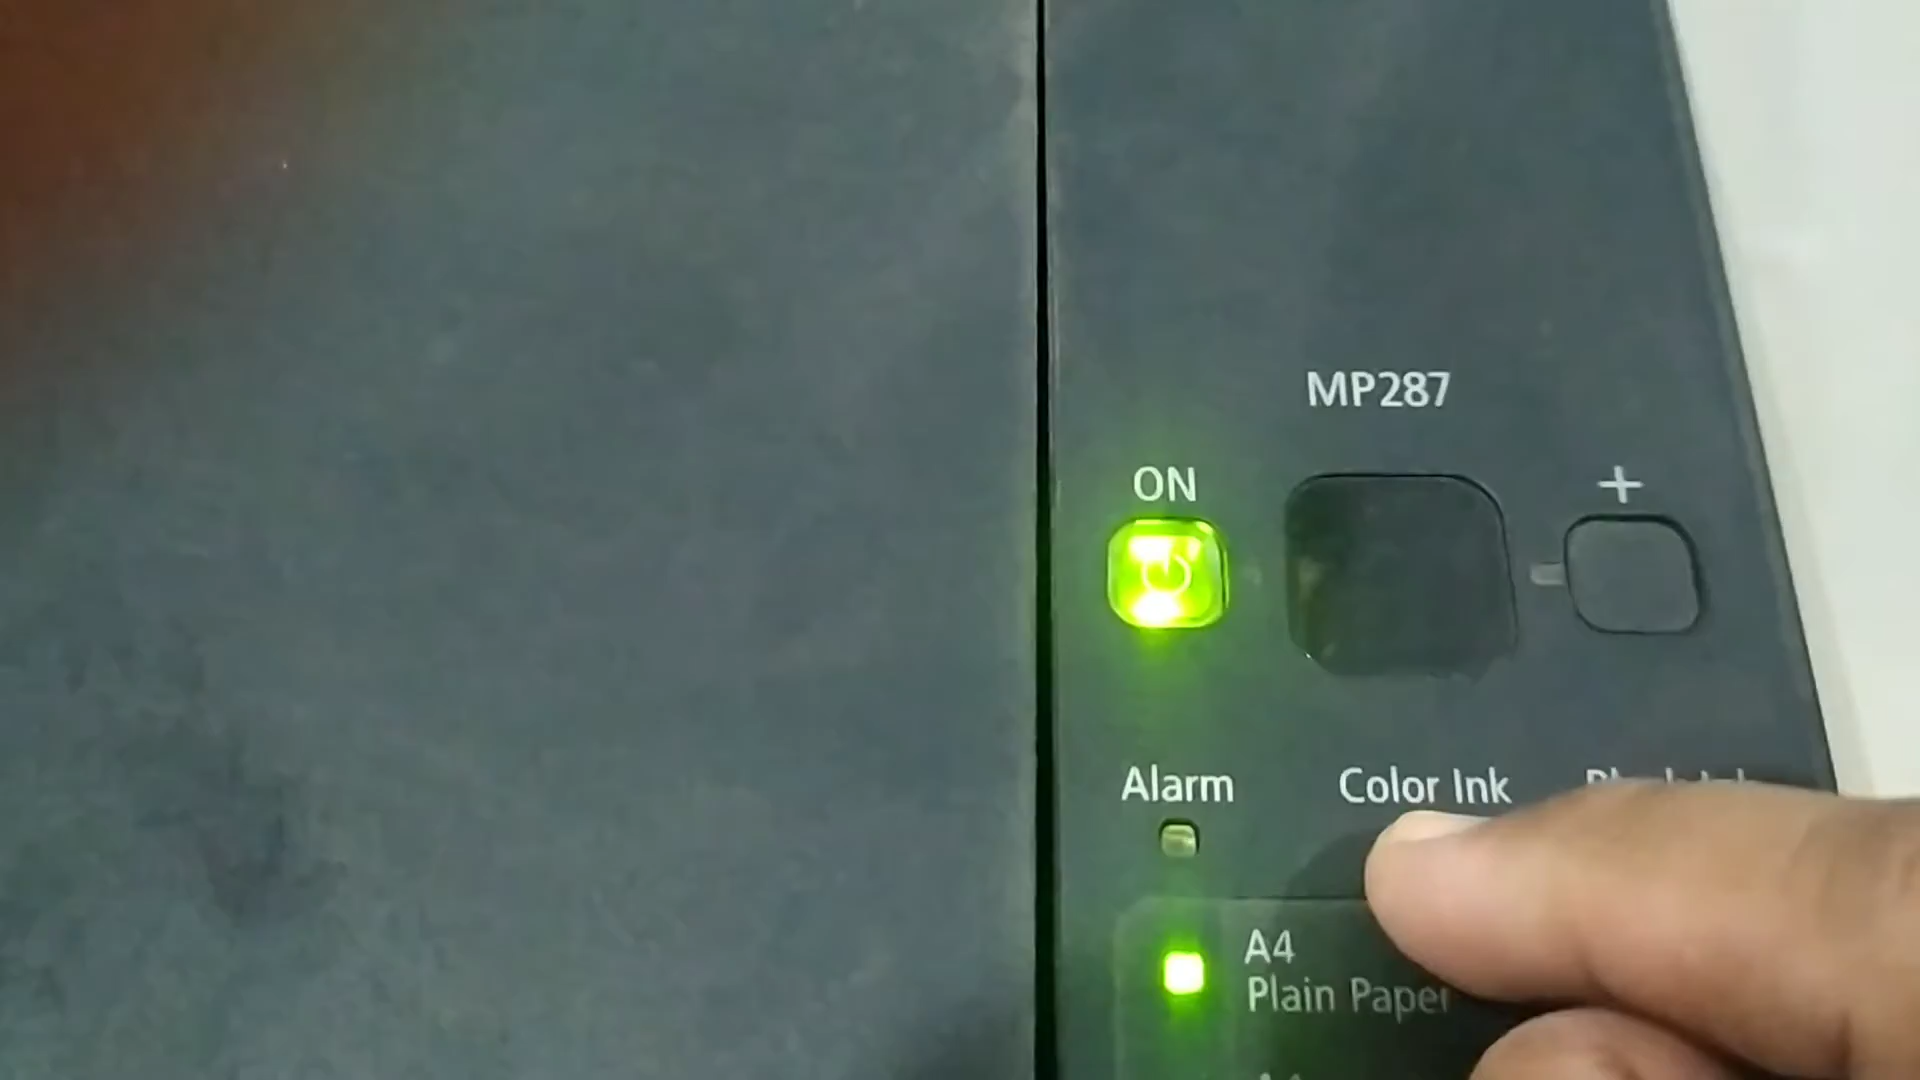 MP287
ON
+
Alarm
Color Ink
A4
Plain Paper